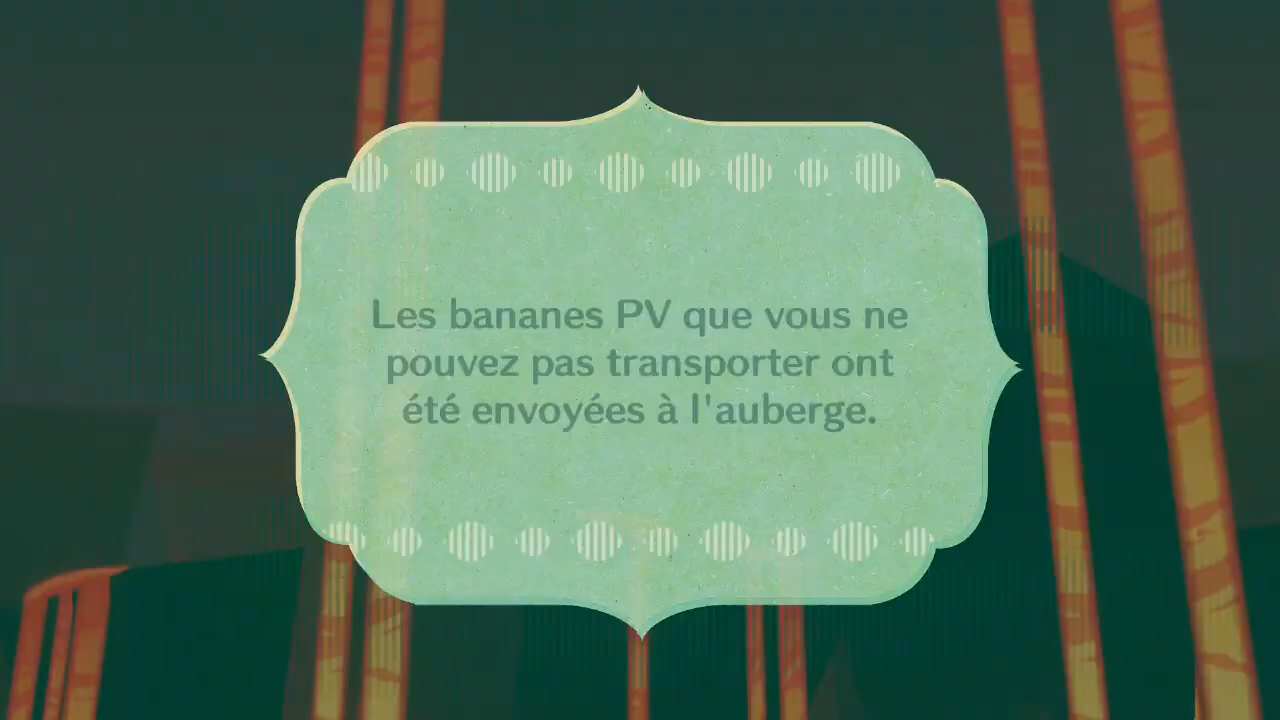 Les bananes PV que vous ne
pouvez pas transporter ont
été envoyées à l'auberge.